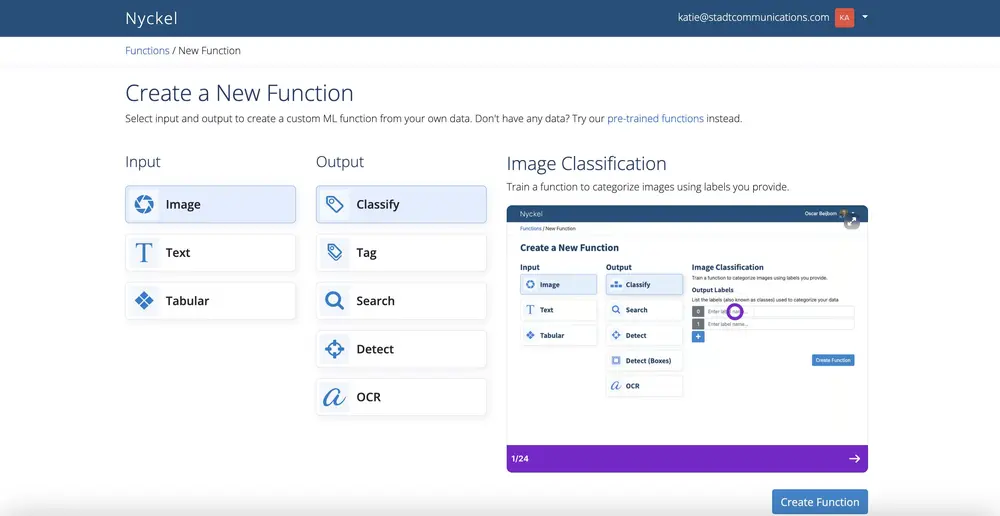 Nyckel
katie@stadtcommunications.com KA
Functions / New Function
Create a New Function
Select input and output to create a custom ML function from your own data. Don't have any data? Try our pre-trained functions instead.
Input
Image
Text
Tabular
Output
Classify
Tag
Search
Detect
OCR
Image Classification
Train a function to categorize images using labels you provide.
Nyckel
Oscar Beijbom
Functions / New Function
Create a New Function
Input
Image
Text
Tabular
Output
Classify
Search
Detect
Detect (Boxes)
OCR
Image Classification
Train a function to categorize images using labels you provide.
Output Labels
List the labels (also known as classes) used to categorize your data
0 Enter label name...
1 Enter label name...
+
Create Function
1/24
Create Function